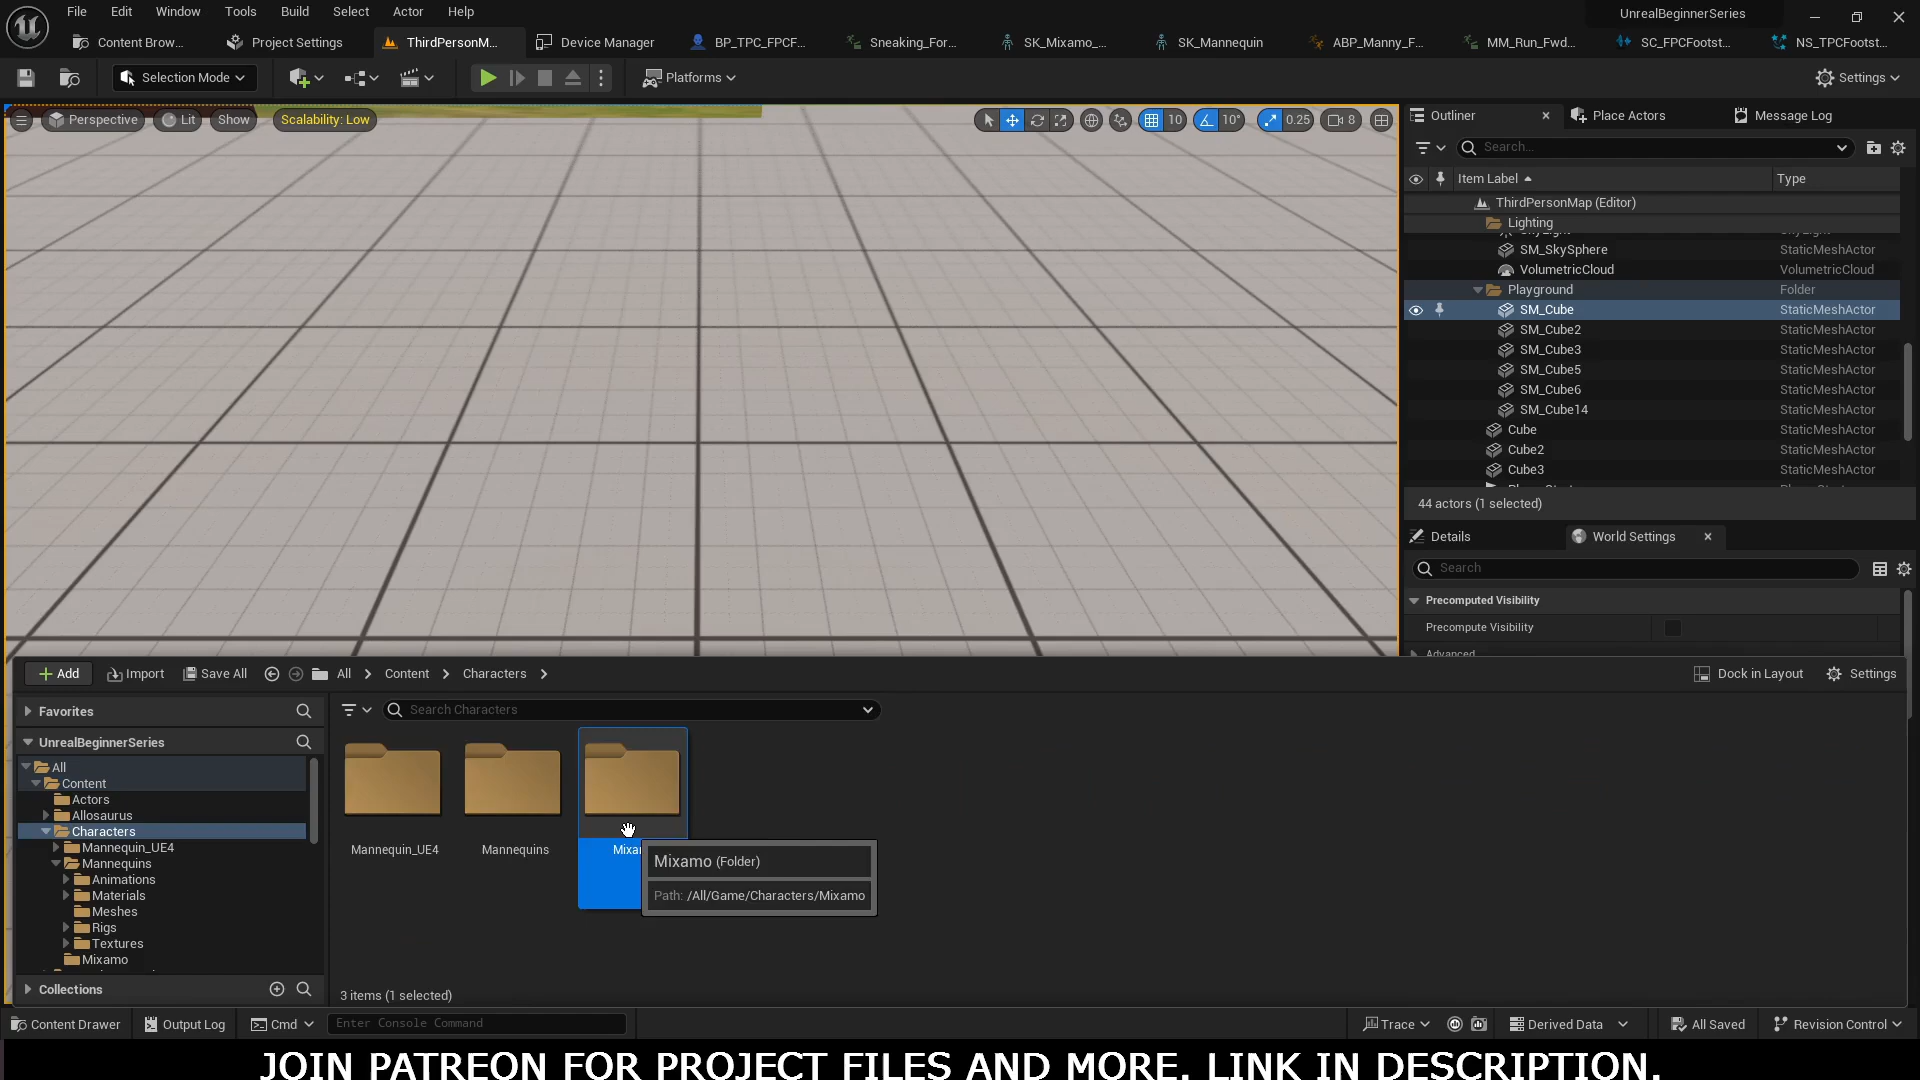 File Edit Window Tools Build Select Actor Help
UnrealBeginnerSeries
Content Brow... Project Settings ThirdPersonM... Device Manager BP_TPC_FPCF... Sneaking_For... SK_Mixamo_... SK_Mannequin ABP_Manny_F... MM_Run_Fwd... SC_FPCFootst... NS_TPCFootst...
Selection Mode Platforms Settings
Perspective Lit Show Scalability: Low 10 10° 0.25 8
Outliner Place Actors Message Log
Search...
Item Label Type
ThirdPersonMap (Editor)
Lighting
SM_SkySphere StaticMeshActor
VolumetricCloud VolumetricCloud
Playground Folder
SM_Cube StaticMeshActor
SM_Cube2 StaticMeshActor
SM_Cube3 StaticMeshActor
SM_Cube5 StaticMeshActor
SM_Cube6 StaticMeshActor
SM_Cube14 StaticMeshActor
Cube StaticMeshActor
Cube2 StaticMeshActor
Cube3 StaticMeshActor
44 actors (1 selected)
Details World Settings
Search
Precomputed Visibility
Precompute Visibility
Advanced
Add Import Save All All Content Characters Dock in Layout Settings
Favorites
Search Characters
UnrealBeginnerSeries
All
Content
Actors
Allosaurus
Characters
Mannequin_UE4
Mannequins
Animations
Materials
Meshes
Rigs
Textures
Mixamo
Collections
Mannequin_UE4 Mannequins
Mixamo (Folder)
Path: /All/Game/Characters/Mixamo
3 items (1 selected)
Content Drawer Output Log Cmd Enter Console Command Trace Derived Data All Saved Revision Control
JOIN PATREON FOR PROJECT FILES AND MORE. LINK IN DESCRIPTION.